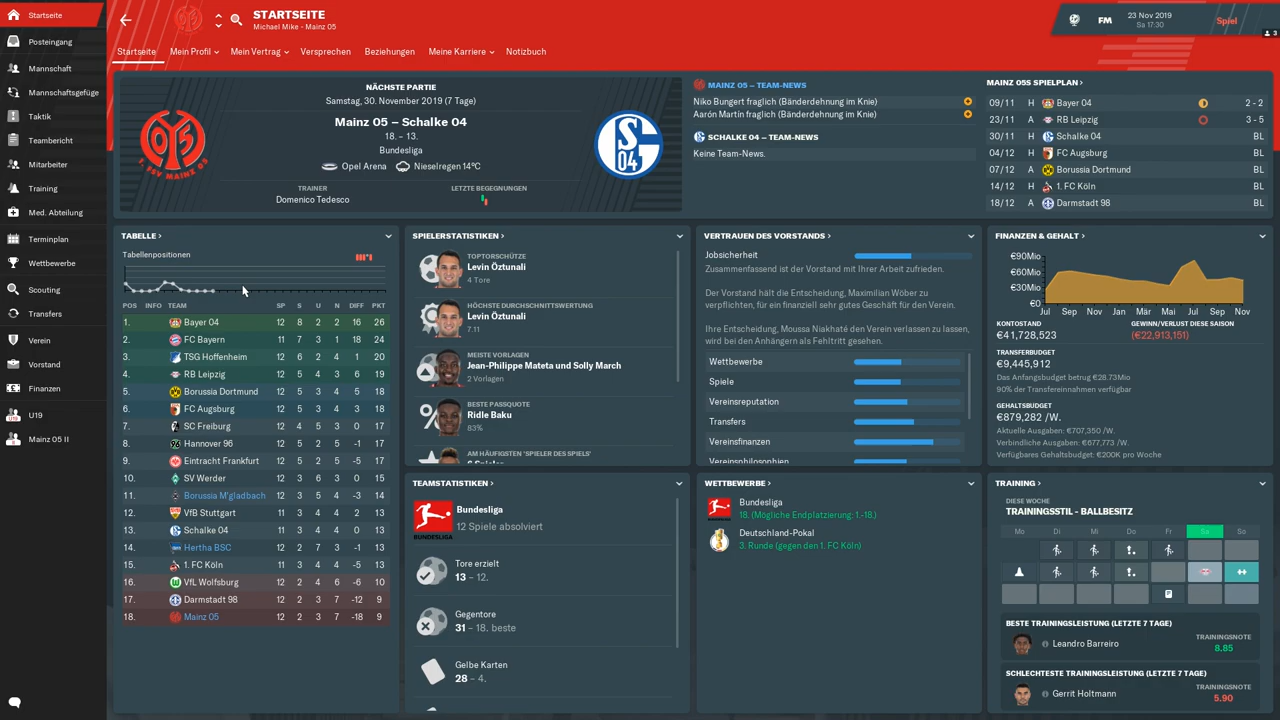 Startseite
Posteingang
Mannschaft
Mannschaftsgefüge
Taktik
Teambericht
Mitarbeiter
Training
Med. Abteilung
Terminplan
Wettbewerbe
Scouting
Transfers
Verein
Vorstand
Finanzen
U19
Mainz 05 II
STARTSEITE
Michael Mike - Mainz 05
FM
23 Nov 2019
Sa 17:30
Spiel
3
Startseite
Mein Profil
Mein Vertrag
Versprechen
Beziehungen
Meine Karriere
Notizbuch
NÄCHSTE PARTIE
Samstag, 30. November 2019 (7 Tage)
Mainz 05 – Schalke 04
18. – 13.
Bundesliga
Opel Arena Nieselregen 14°C
TRAINER
Domenico Tedesco
LETZTE BEGEGNUNGEN
MAINZ 05 – TEAM-NEWS
Niko Bungert fraglich (Bänderdehnung im Knie)
Aarón Martín fraglich (Bänderdehnung im Knie)
SCHALKE 04 – TEAM-NEWS
Keine Team-News.
MAINZ 05S SPIELPLAN
09/11 H Bayer 04 2 - 2
23/11 A RB Leipzig 3 - 5
30/11 H Schalke 04 BL
04/12 H FC Augsburg BL
07/12 A Borussia Dortmund BL
14/12 H 1. FC Köln BL
18/12 A Darmstadt 98 BL
TABELLE
Tabellenpositionen
POS INFO TEAM SP S U N DIFF PKT
1. Bayer 04 12 8 2 2 16 26
2. FC Bayern 11 7 3 1 18 24
3. TSG Hoffenheim 12 6 2 4 1 20
4. RB Leipzig 12 5 4 3 6 19
5. Borussia Dortmund 12 5 3 4 5 18
6. FC Augsburg 12 5 3 4 3 18
7. SC Freiburg 12 4 5 3 0 17
8. Hannover 96 12 5 2 5 -1 17
9. Eintracht Frankfurt 12 5 2 5 -5 17
10. SV Werder 12 3 6 3 0 15
11. Borussia M'gladbach 12 3 5 4 -3 14
12. VfB Stuttgart 11 3 4 4 2 13
13. Schalke 04 11 3 4 4 0 13
14. Hertha BSC 12 2 7 3 -1 13
15. 1. FC Köln 11 3 4 4 -5 13
16. VfL Wolfsburg 12 2 4 6 -6 10
17. Darmstadt 98 12 2 3 7 -12 9
18. Mainz 05 12 2 3 7 -18 9
SPIELERSTATISTIKEN
TOPTORSCHÜTZE
Levin Öztunali
4 Tore
HÖCHSTE DURCHSCHNITTSWERTUNG
Levin Öztunali
7.11
MEISTE VORLAGEN
Jean-Philippe Mateta und Solly March
2 Vorlagen
BESTE PASSQUOTE
Ridle Baku
83%
AM HÄUFIGSTEN 'SPIELER DES SPIELS'
VERTRAUEN DES VORSTANDS
Jobsicherheit
Zusammenfassend ist der Vorstand mit Ihrer Arbeit zufrieden.
Der Vorstand hält die Entscheidung, Maximilian Wöber zu
verpflichten, für ein finanziell sehr gutes Geschäft für den Verein.
Ihre Entscheidung, Moussa Niakhaté den Verein verlassen zu lassen,
wird bei den Anhängern als Fehltritt gesehen.
Wettbewerbe
Spiele
Vereinsreputation
Transfers
Vereinsfinanzen
Vereinsphilosophien
FINANZEN & GEHALT
€90Mio
€60Mio
€30Mio
€0
Jul Sep Nov Jan Mar Mai Jul Sep Nov
KONTOSTAND
€41,728,523
GEWINN/VERLUST DIESE SAISON
(€22,913,151)
TRANSFERBUDGET
€9,445,912
Das Anfangsbudget betrug €28.73Mio
90% der Transfereinnahmen verfügbar
GEHALTSBUDGET
€879,282 /W.
Aktuelle Ausgaben: €707,350 /W.
Verbindliche Ausgaben: €677,773 /W.
Verfügbares Gehaltsbudget: €200K pro Woche
TEAMSTATISTIKEN
Bundesliga
12 Spiele absolviert
BUNDESLIGA
Tore erzielt
13 – 12.
Gegentore
31 – 18. beste
Gelbe Karten
28 – 4.
WETTBEWERBE
Bundesliga
18. (Mögliche Endplatzierung: 1.-18.)
Deutschland-Pokal
3. Runde (gegen den 1. FC Köln)
TRAINING
DIESE WOCHE
TRAININGSSTIL - BALLBESITZ
Mo Di Mi Do Fr Sa So
BESTE TRAININGSLEISTUNG (LETZTE 7 TAGE)
Leandro Barreiro
TRAININGSNOTE
8.85
SCHLECHTESTE TRAININGSLEISTUNG (LETZTE 7 TAGE)
Gerrit Holtmann
TRAININGSNOTE
5.90